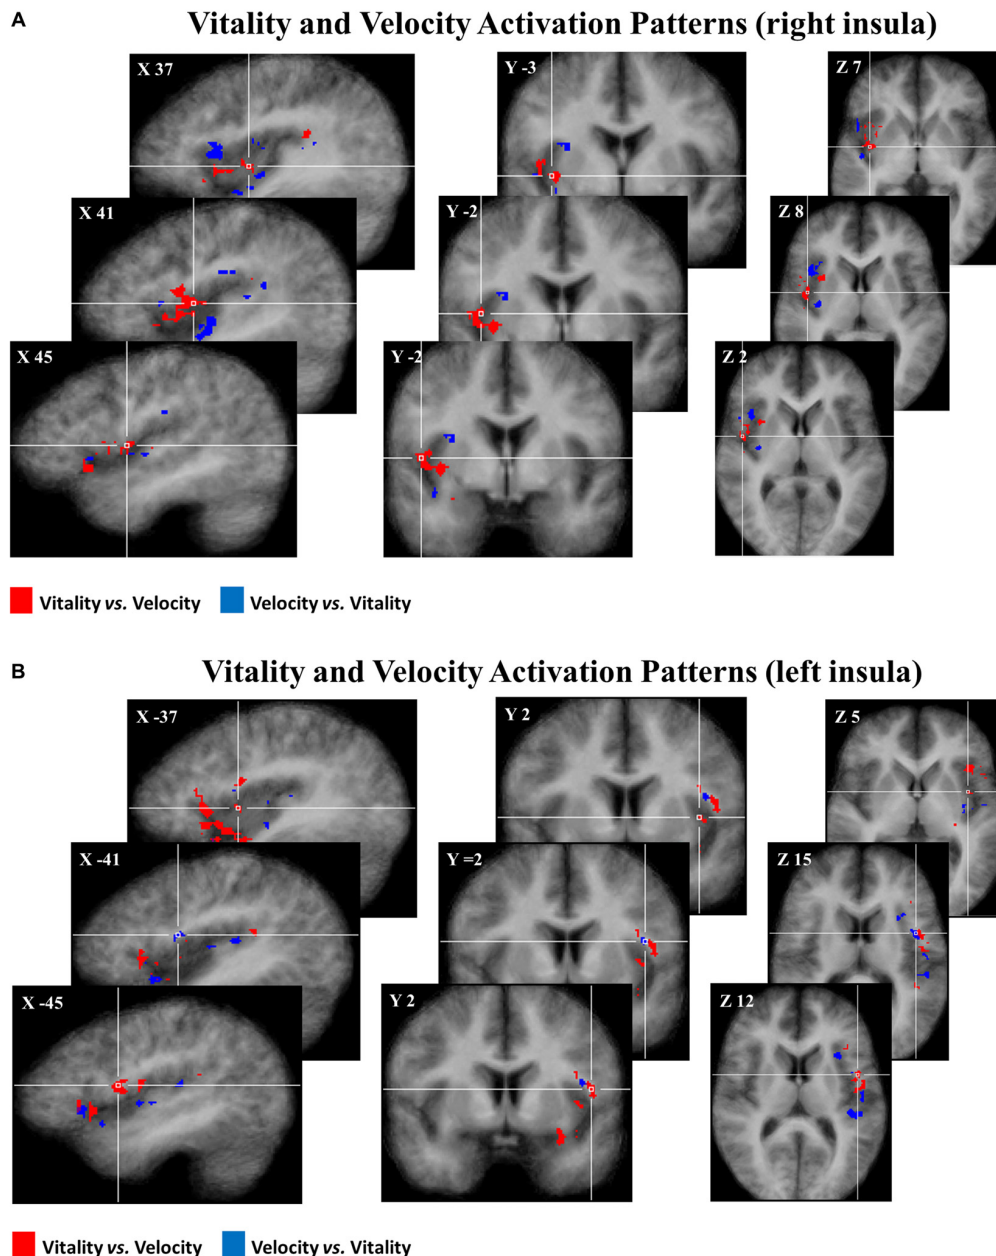 A
Vitality and Velocity Activation Patterns (right insula)
X 37
Y -3
Z 7
X 41
Y -2
Z 8
X 45
Y -2
Z 2
Vitality vs. Velocity
Velocity vs. Vitality
B
Vitality and Velocity Activation Patterns (left insula)
X -37
Y 2
Z 5
X -41
Y =2
Z 15
X -45
Y 2
Z 12
Vitality vs. Velocity
Velocity vs. Vitality